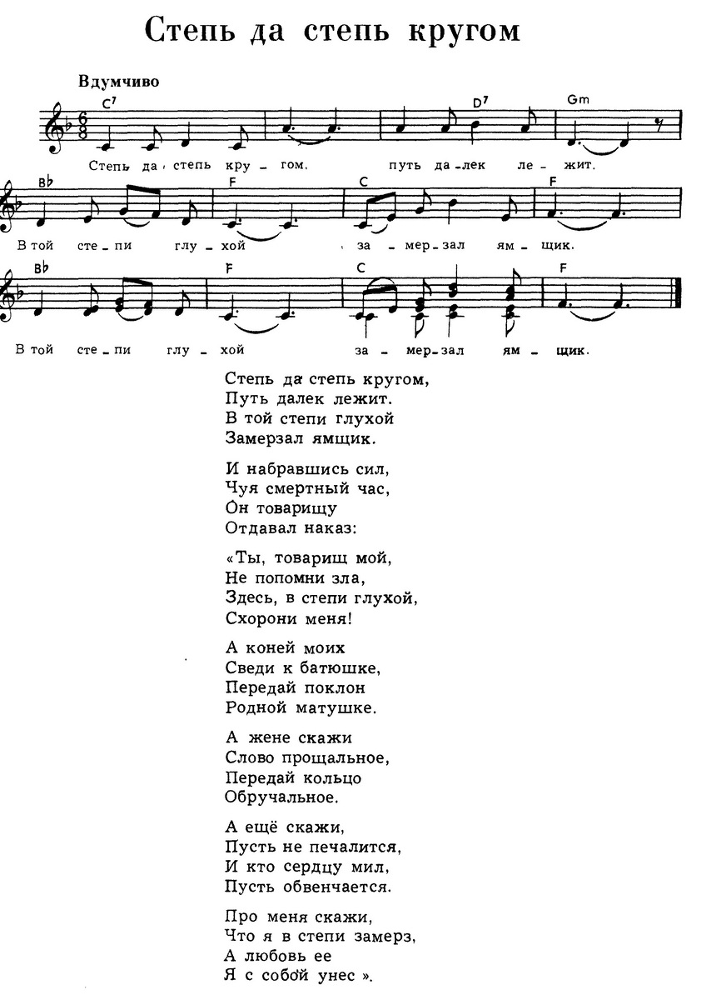 Степь да степь кругом
Вдумчиво
C7 D7 Gm
6
8
Степь да степь кру – гом. путь да – лек ле – жит.
B♭ F C F
В той сте – пи глу – хой за – мер – зал ям – щик.
B♭ F C F
В той сте – пи глу – хой за – мер – зал ям – щик.
Степь да степь кругом,
Путь далек лежит.
В той степи глухой
Замерзал ямщик.
И набравшись сил,
Чуя смертный час,
Он товарищу
Отдавал наказ:
«Ты, товарищ мой,
Не попомни зла,
Здесь, в степи глухой,
Схорони меня!
А коней моих
Сведи к батюшке,
Передай поклон
Родной матушке.
А жене скажи
Слово прощальное,
Передай кольцо
Обручальное.
А ещё скажи,
Пусть не печалится,
И кто сердцу мил,
Пусть обвенчается.
Про меня скажи,
Что я в степи замерз,
А любовь ее
Я с собой унес ».